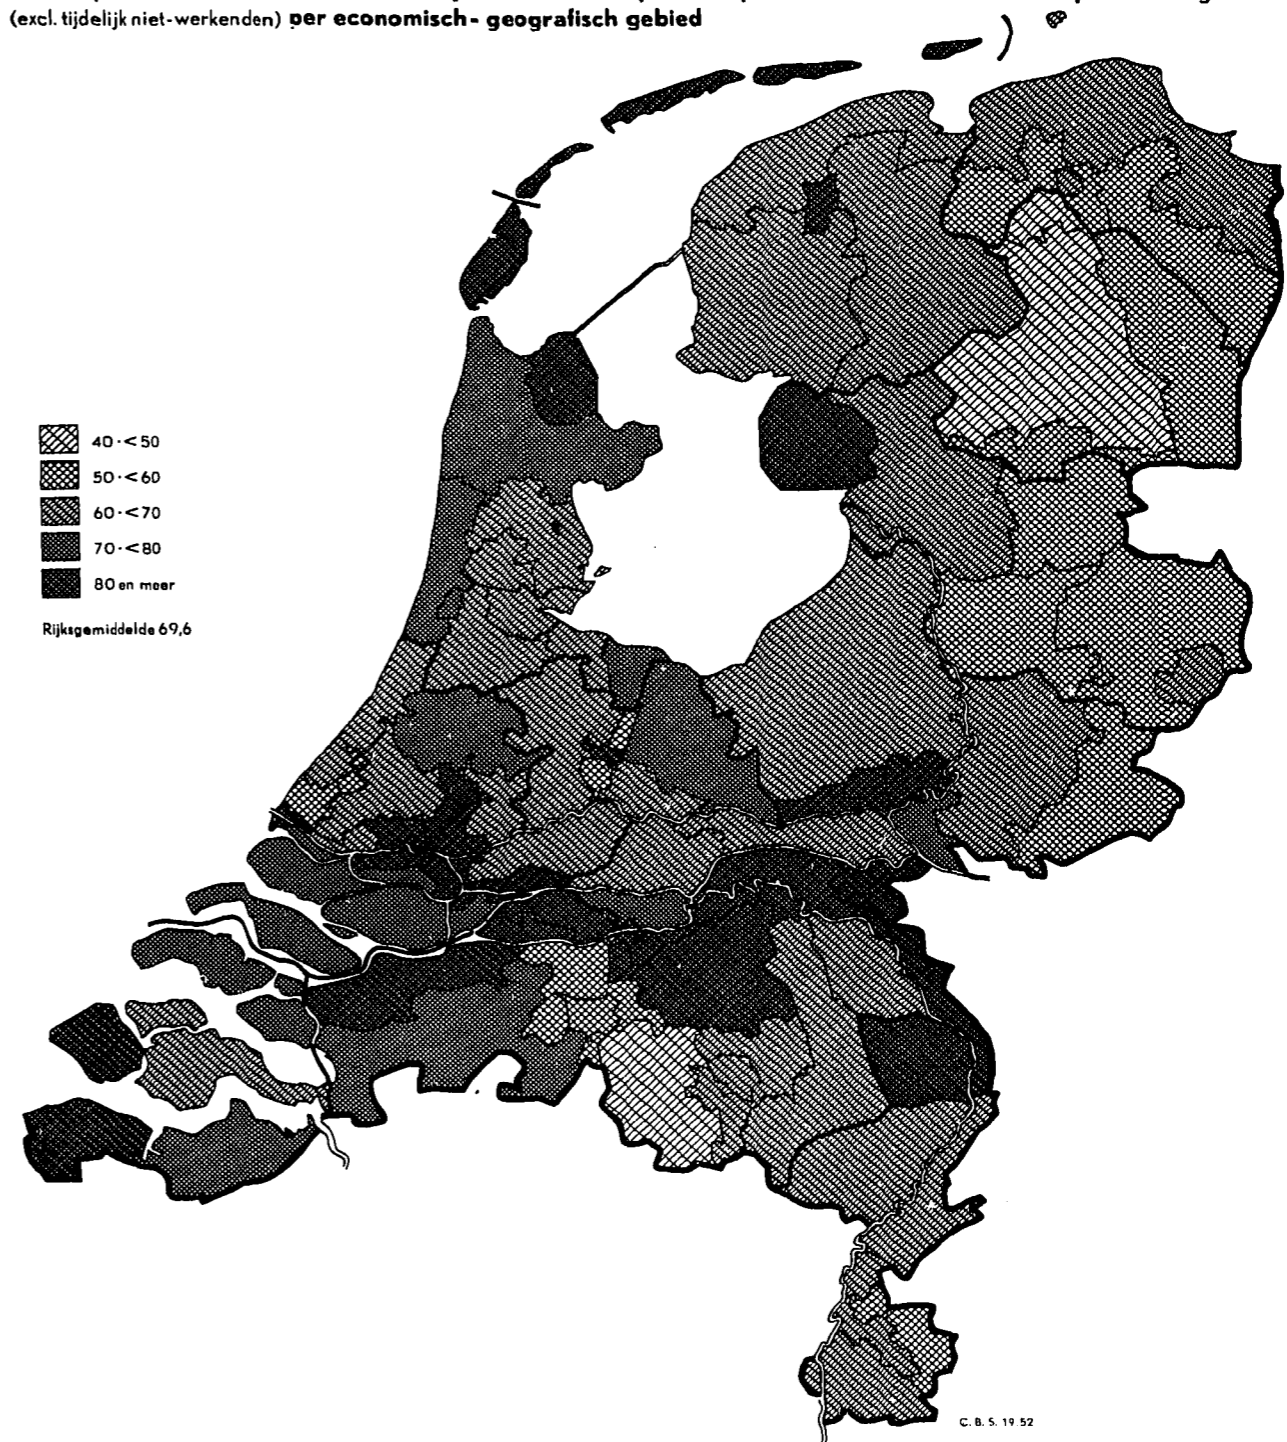 (excl. tijdelijk niet-werkenden) per economisch-geografisch gebied
40-<50
50-<60
60-<70
70-<80
80 en meer
Rijksgemiddelde 69,6
C. B. S. 19.52